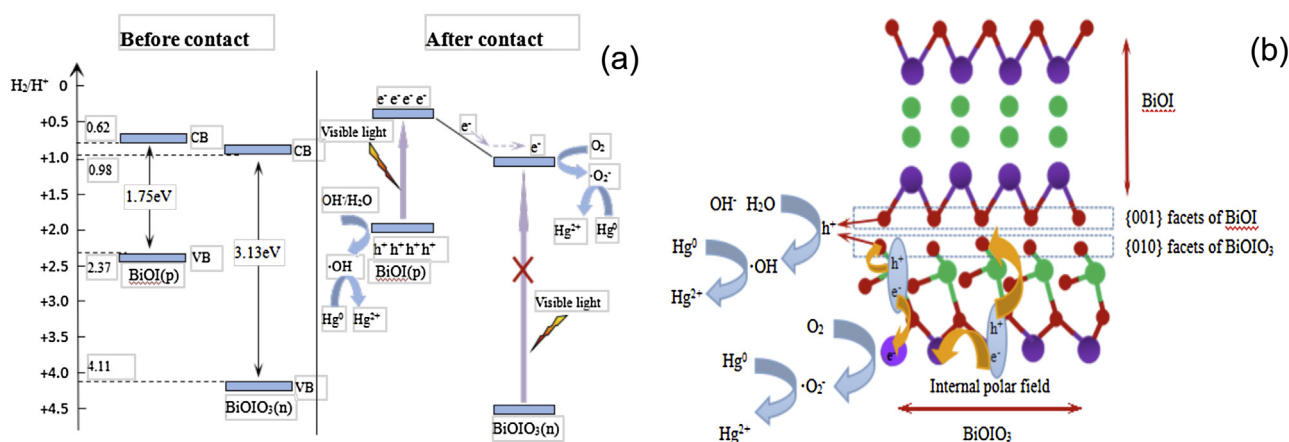 Before contact
After contact
(a)
H₂/H⁺
0
+0.5
+1.0
+1.5
+2.0
+2.5
+3.0
+3.5
+4.0
+4.5
0.62
0.98
2.37
4.11
CB
CB
1.75eV
3.13eV
VB
BiOI(p)
VB
BiOIO₃(n)
e⁻ e⁻ e⁻ e⁻
Visible light
e⁻
e⁻
O₂
·O₂⁻
Hg²⁺
Hg⁰
OH⁻/H₂O
h⁺h⁺h⁺h⁺
BiOI(p)
·OH
Hg⁰
Hg²⁺
Visible light
BiOIO₃(n)
(b)
BiOI
OH⁻ H₂O
h⁺
{001} facets of BiOI
{010} facets of BiOIO₃
Hg⁰
·OH
Hg²⁺
h⁺
e⁻
h⁺
e⁻
e⁻
O₂
Hg⁰
·O₂⁻
Hg²⁺
Internal polar field
BiOIO₃